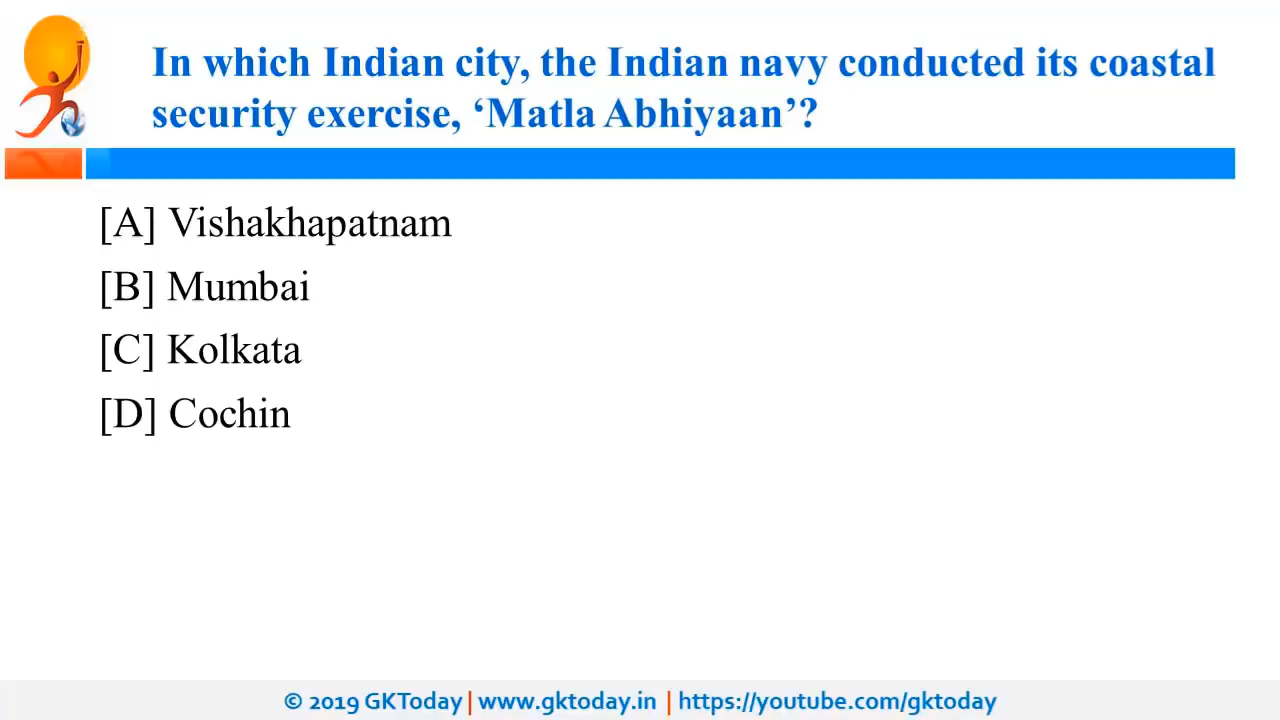 In which Indian city, the Indian navy conducted its coastal
security exercise, ‘Matla Abhiyaan’?
[A] Vishakhapatnam
[B] Mumbai
[C] Kolkata
[D] Cochin
© 2019 GKToday | www.gktoday.in | https://youtube.com/gktoday